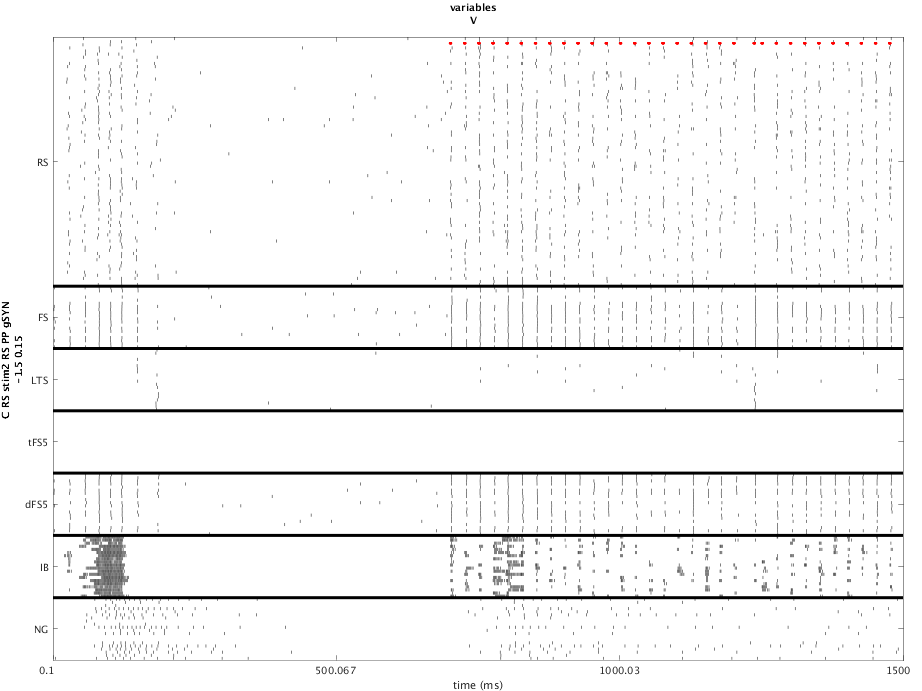 variables
V
RS
FS
LTS
tFS5
dFS5
IB
NG
C RS stim2 RS PP gSYN
-1.5 0.15
0.1
500.067
1000.03
1500
time (ms)